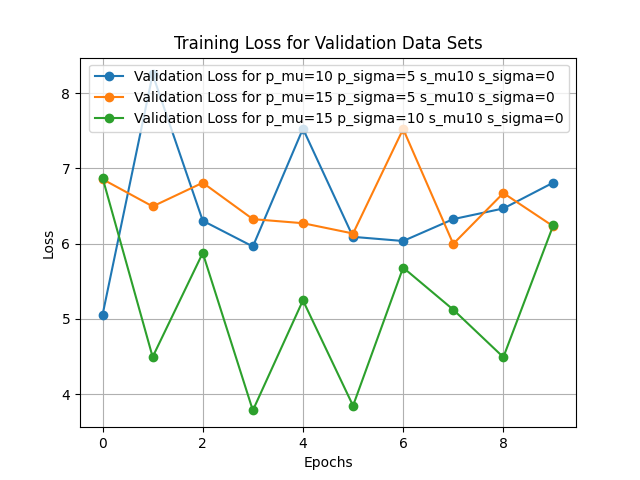 Training Loss for Validation Data Sets
Validation Loss for p_mu=10 p_sigma=5 s_mu10 s_sigma=0
Validation Loss for p_mu=15 p_sigma=5 s_mu10 s_sigma=0
Validation Loss for p_mu=15 p_sigma=10 s_mu10 s_sigma=0
8
7
6
5
4
Loss
0 2 4 6 8
Epochs